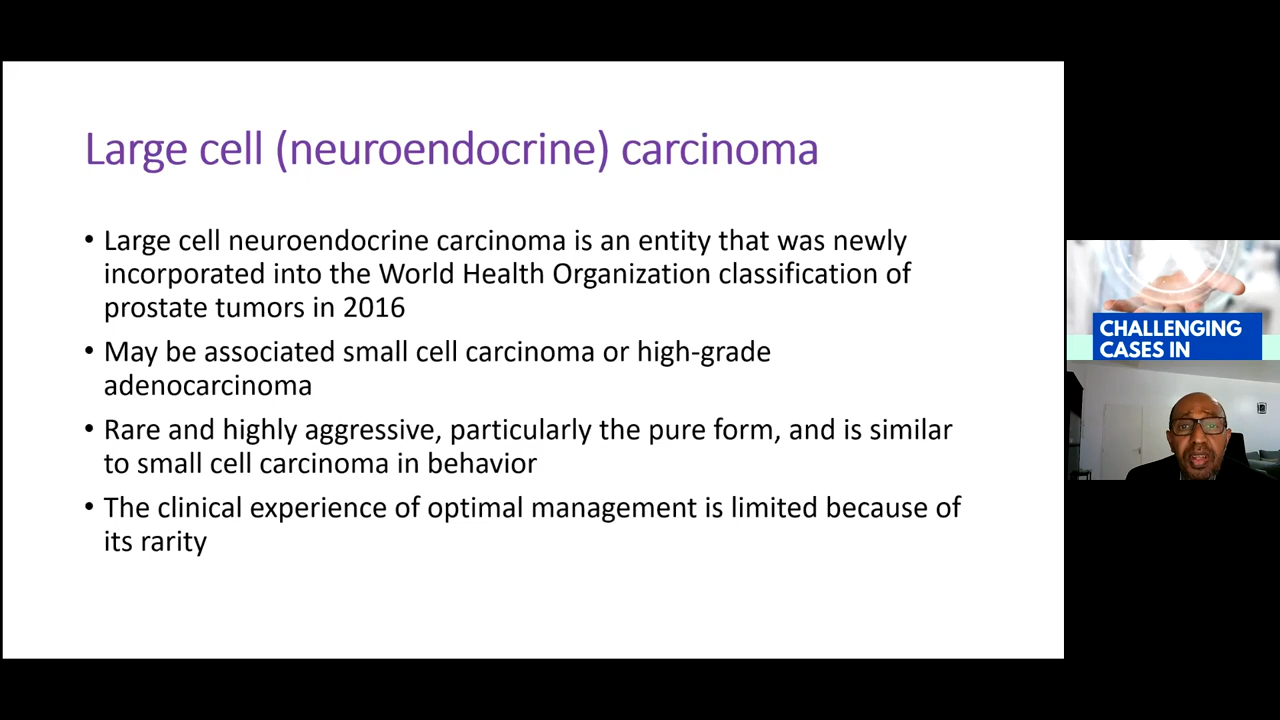 Large cell (neuroendocrine) carcinoma
• Large cell neuroendocrine carcinoma is an entity that was newly
incorporated into the World Health Organization classification of
prostate tumors in 2016
• May be associated small cell carcinoma or high-grade
adenocarcinoma
• Rare and highly aggressive, particularly the pure form, and is similar
to small cell carcinoma in behavior
• The clinical experience of optimal management is limited because of
its rarity
CHALLENGING
CASES IN